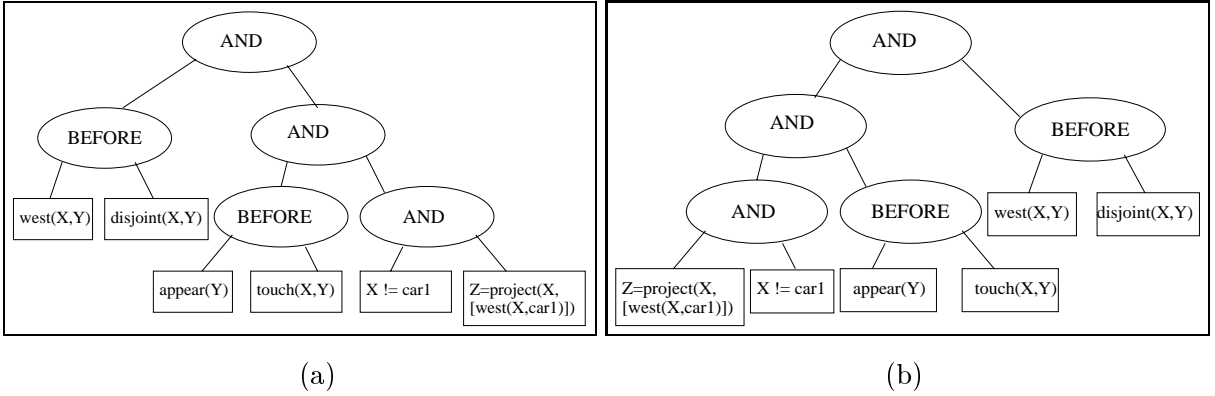 AND
BEFORE
AND
west(X,Y)
disjoint(X,Y)
BEFORE
AND
appear(Y)
touch(X,Y)
X != car1
Z=project(X,
[west(X,car1)])
(a)
AND
AND
BEFORE
AND
BEFORE
west(X,Y)
disjoint(X,Y)
Z=project(X,
[west(X,car1)])
X != car1
appear(Y)
touch(X,Y)
(b)